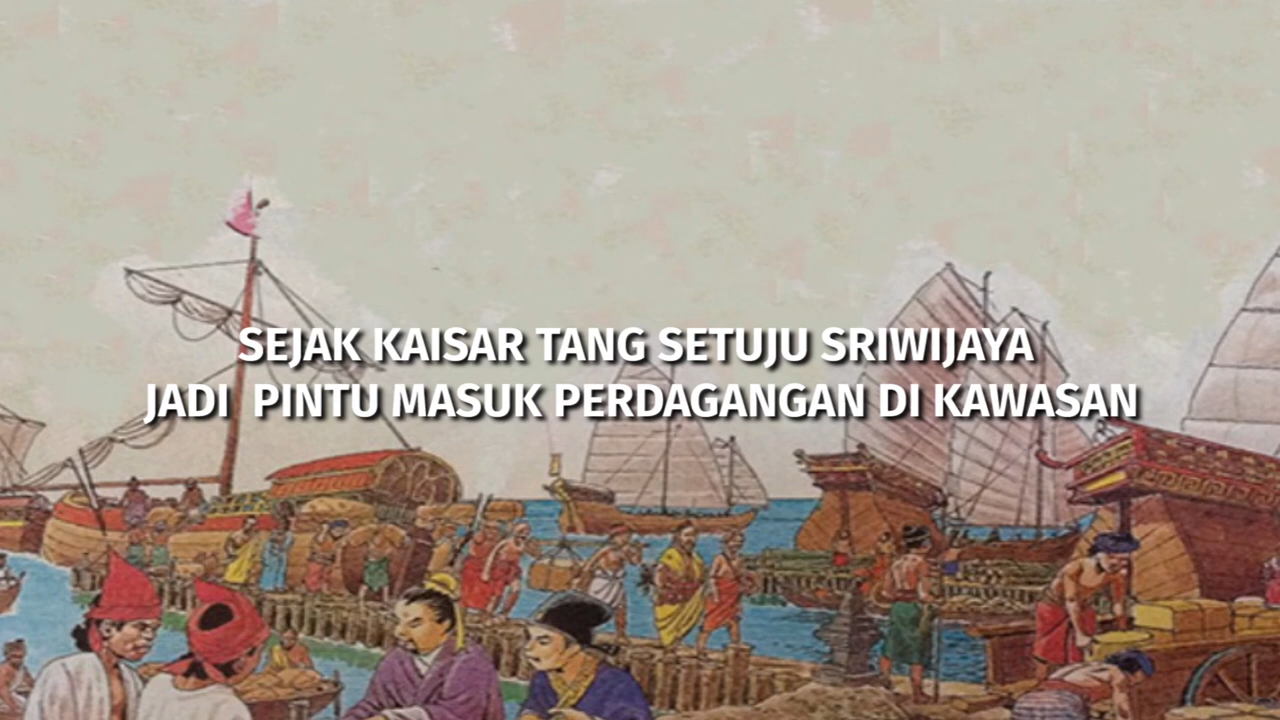 SEJAK KAISAR TANG SETUJU SRIWIJAYA
JADI PINTU MASUK PERDAGANGAN DI KAWASAN